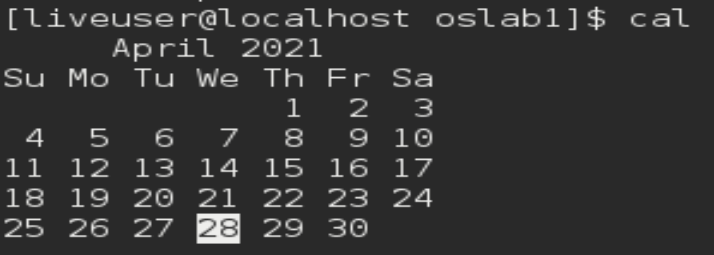 [liveuser@localhost oslab1]$ cal
     April 2021
Su Mo Tu We Th Fr Sa
             1  2  3
 4  5  6  7  8  9 10
11 12 13 14 15 16 17
18 19 20 21 22 23 24
25 26 27 28 29 30